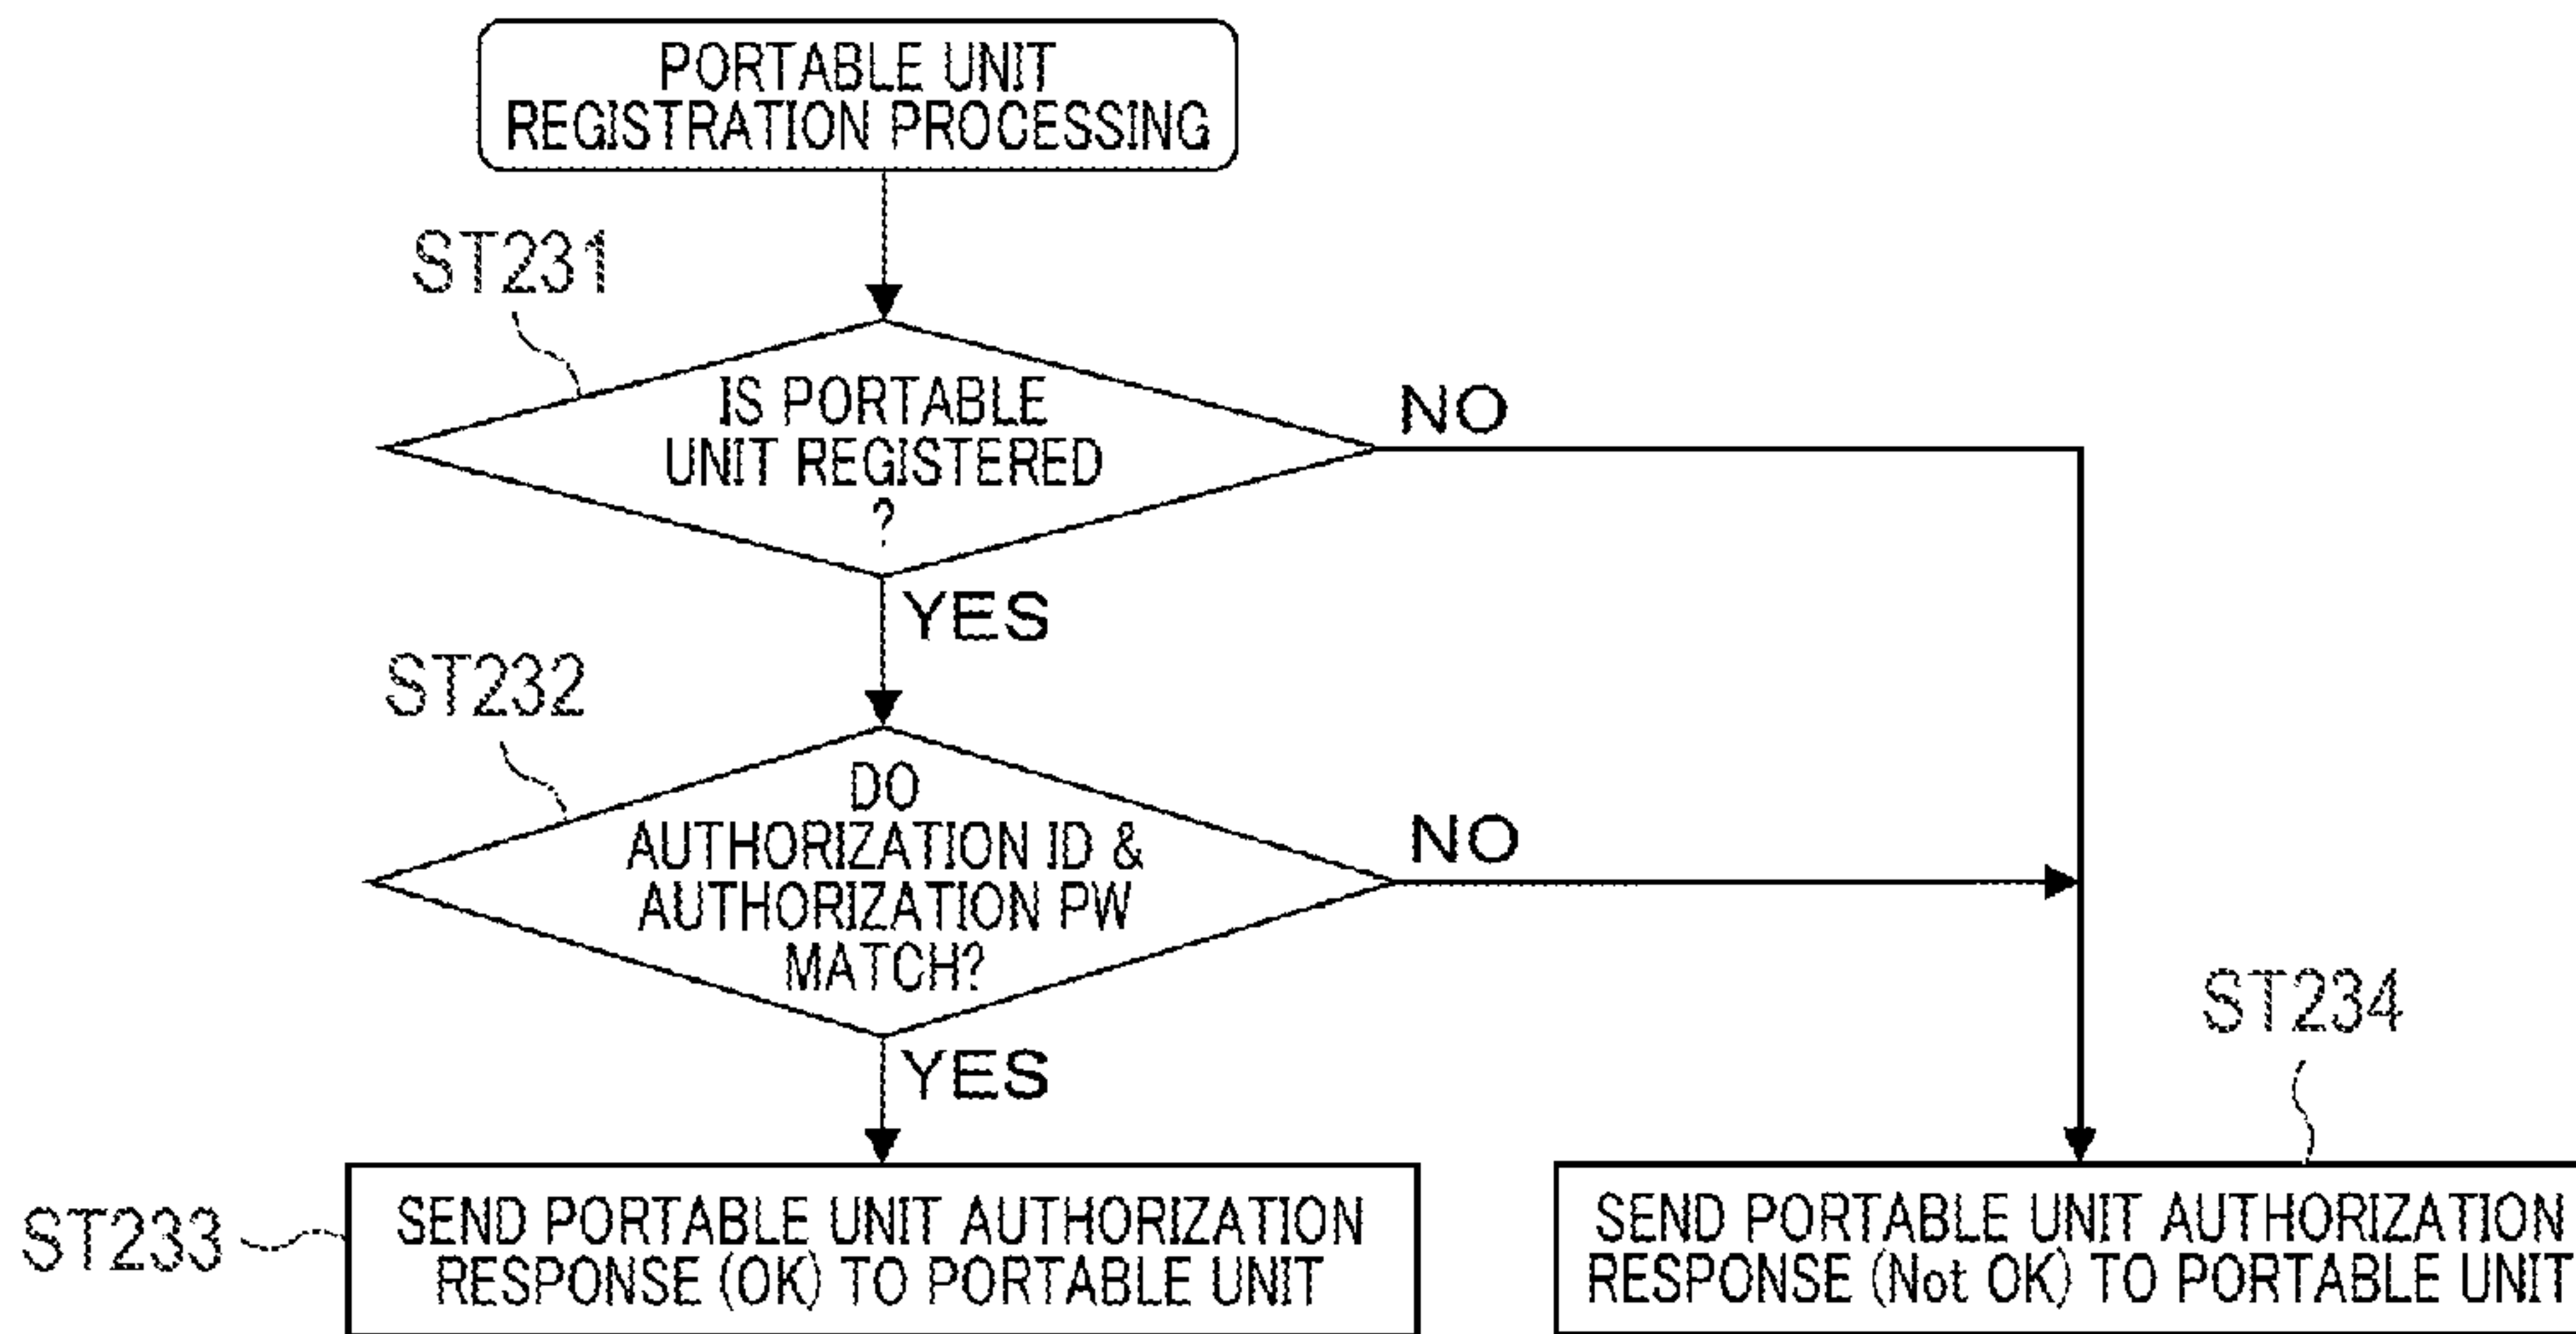 PORTABLE UNIT
REGISTRATION PROCESSING
ST231
IS PORTABLE
UNIT REGISTERED
?
NO
YES
ST232
DO
AUTHORIZATION ID &
AUTHORIZATION PW
MATCH?
NO
YES
ST233
SEND PORTABLE UNIT AUTHORIZATION
RESPONSE (OK) TO PORTABLE UNIT
ST234
SEND PORTABLE UNIT AUTHORIZATION
RESPONSE (Not OK) TO PORTABLE UNIT